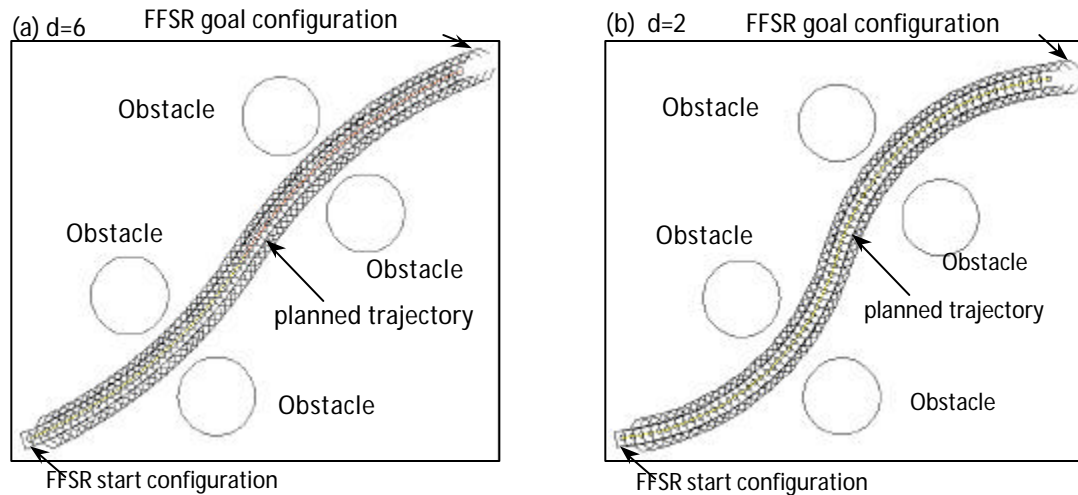 (a) d=6
FFSR goal configuration
Obstacle
Obstacle
Obstacle
planned trajectory
Obstacle
FFSR start configuration
(b) d=2
FFSR goal configuration
Obstacle
Obstacle
Obstacle
planned trajectory
Obstacle
FFSR start configuration